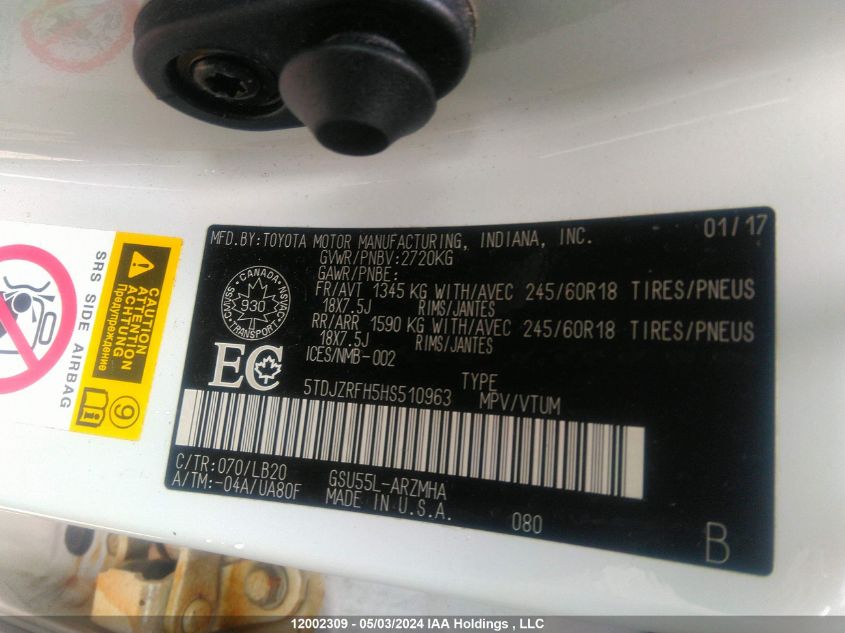 MFD.BY:TOYOTA MOTOR MANUFACTURING, INDIANA, INC. 01/17
GVWR/PNBV:2720KG
GAWR/PNBE:
FR/AVT 1345 KG WITH/AVEC 245/60R18 TIRES/PNEUS
18X7.5J RIMS/JANTES
RR/ARR 1590 KG WITH/AVEC 245/60R18 TIRES/PNEUS
18X7.5J RIMS/JANTES
ICES/NMB-002
CANADA
CMVSS NSVAC
930
TRANSPORT
EC
5TDJZRFH5HS510963 TYPE
MPV/VTUM
C/TR:070/LB20 GSU55L-ARZMHA
A/TM:-04A/UA80F MADE IN U.S.A.
080
B
SRS SIDE AIRBAG
CAUTION
ATTENTION
ACHTUNG
Предупреждение
9
12002309 - 05/03/2024 IAA Holdings , LLC